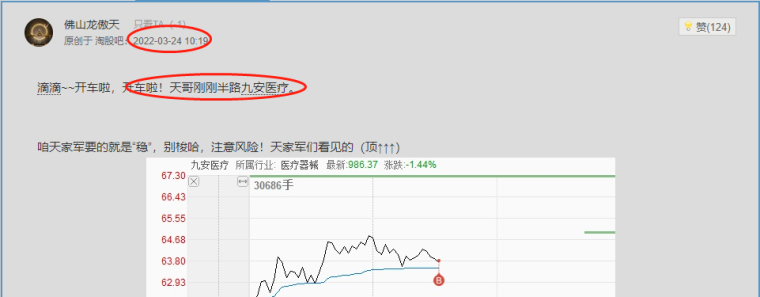 佛山龙傲天 只看TA (-1)
赞(124)
原创于 淘股吧: 2022-03-24 10:19
滴滴~~开车啦，开车啦！天哥刚刚半路九安医疗。
咱天家军要的就是“稳”，别梭哈，注意风险！天家军们看见的（顶↑↑↑）
九安医疗 所属行业: 医疗器械 最新:986.37 涨跌:-1.44%
67.30
30686手
66.43
65.55
64.68
63.80
62.93
B